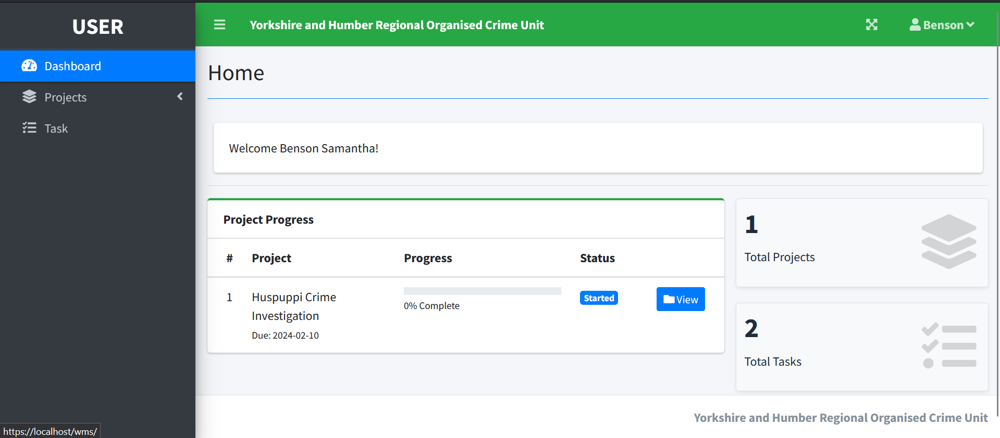 USER
Yorkshire and Humber Regional Organised Crime Unit
Benson
Dashboard
Projects
Task
Home
Welcome Benson Samantha!
Project Progress
# Project Progress Status
1 Huspuppi Crime
Investigation
Due: 2024-02-10
0% Complete
Started
View
1
Total Projects
2
Total Tasks
Yorkshire and Humber Regional Organised Crime Unit
https://localhost/wms/